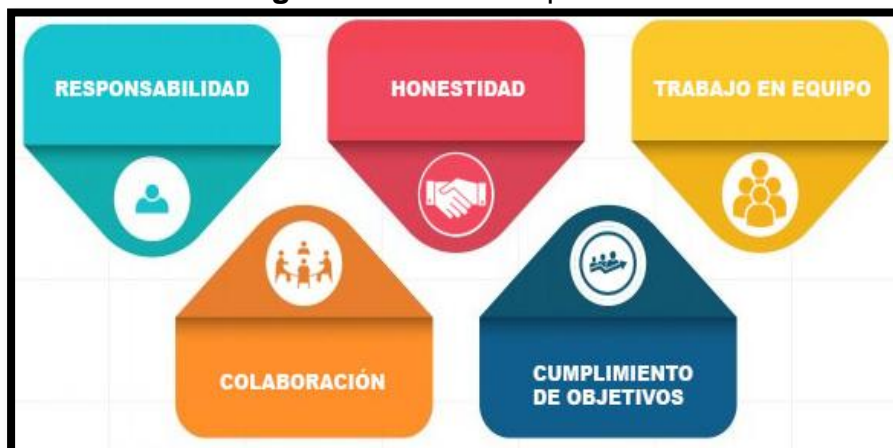 RESPONSABILIDAD
HONESTIDAD
TRABAJO EN EQUIPO
COLABORACIÓN
CUMPLIMIENTO
DE OBJETIVOS